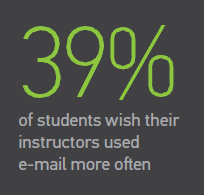 39%
of students wish their
instructors used
e-mail more often